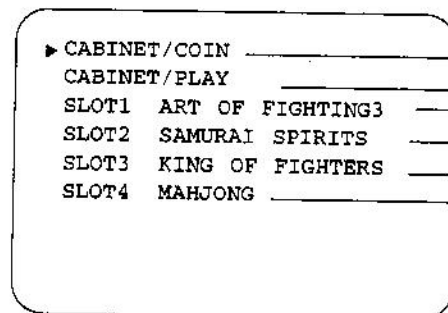 ▶ CABINET/COIN
CABINET/PLAY
SLOT1 ART OF FIGHTING3
SLOT2 SAMURAI SPIRITS
SLOT3 KING OF FIGHTERS
SLOT4 MAHJONG